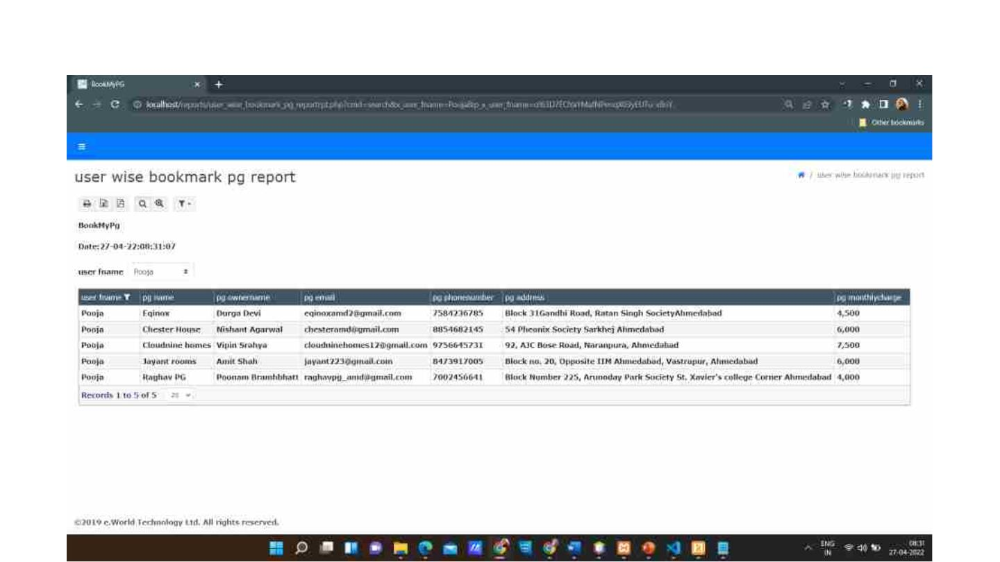 BookMyPG
localhost/reports/user_wise_bookmark_pg_reportrpt.php?cmd=search&x_user_fname=Pooja&p_x_user_fname=
Other bookmarks
user wise bookmark pg report
/ user wise bookmark pg report
BookMyPg
Date:27-04-22:08:31:07
user fname Pooja
user fname pg name pg ownername pg email pg phonenumber pg address pg monthlycharge
Pooja Eqinox Durga Devi eqinoxamd2@gmail.com 7584236785 Block 31Gandhi Road, Ratan Singh SocietyAhmedabad 4,500
Pooja Chester House Nishant Agarwal chesteramd@gmail.com 8854682145 54 Pheonix Society Sarkhej Ahmedabad 6,000
Pooja Cloudnine homes Vipin Srahya cloudninehomes12@gmail.com 9756645731 92, AJC Bose Road, Naranpura, Ahmedabad 7,500
Pooja Jayant rooms Amit Shah jayant223@gmail.com 8473917005 Block no. 20, Opposite IIM Ahmedabad, Vastrapur, Ahmedabad 6,000
Pooja Raghav PG Poonam Bramhbhatt raghavpg_amd@gmail.com 7002456641 Block Number 225, Arunoday Park Society St. Xavier's college Corner Ahmedabad 4,000
Records 1 to 5 of 5 20
©2019 e.World Technology Ltd. All rights reserved.
ENG
IN
08:31
27-04-2022